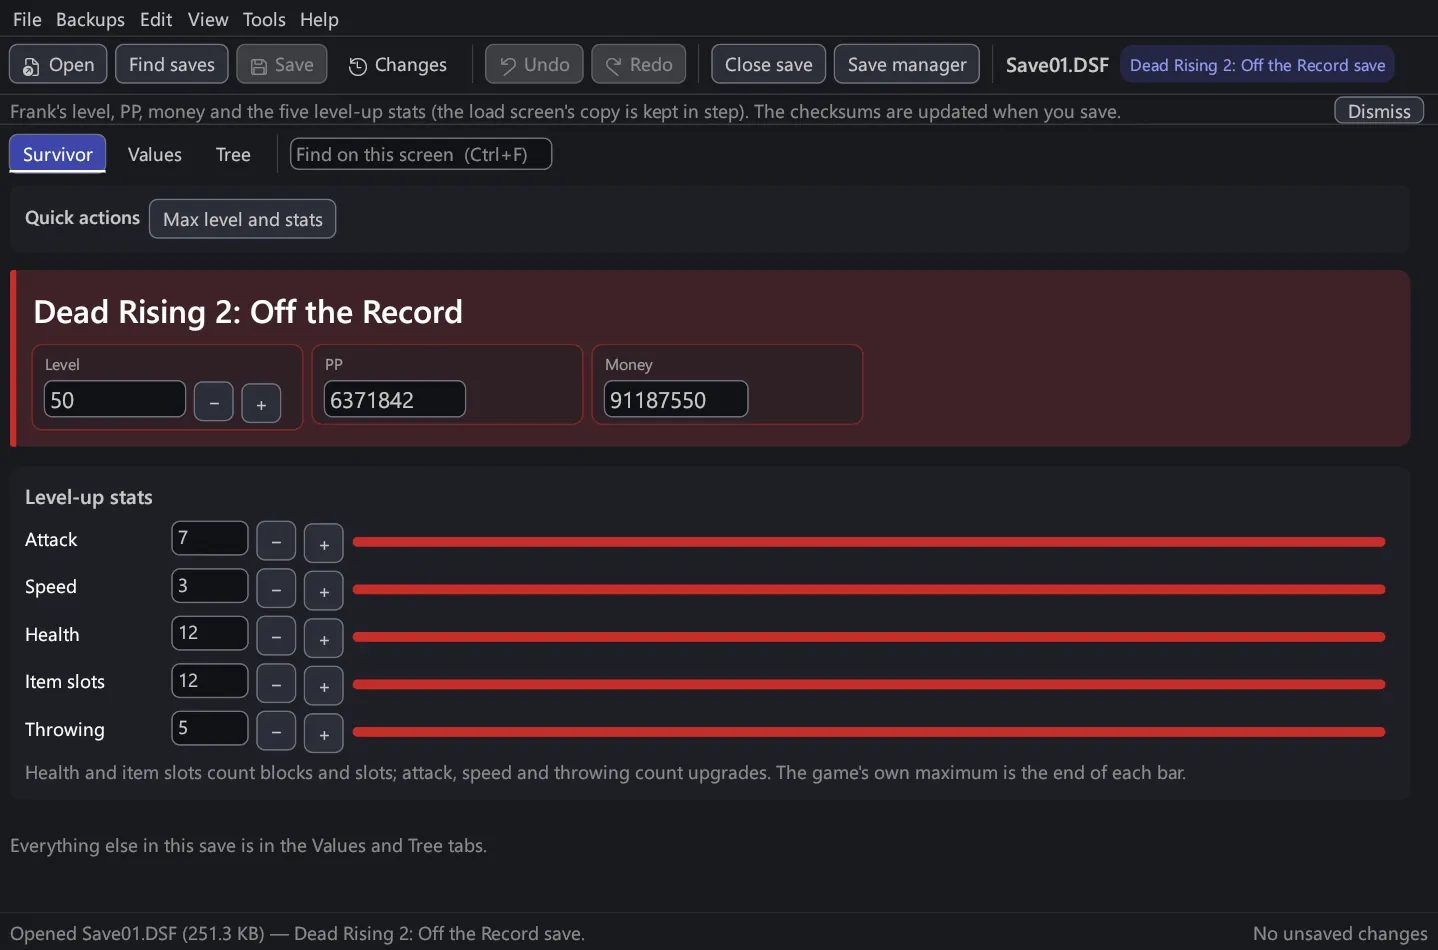 File Backups Edit View Tools Help
Open Find saves Save Changes Undo Redo Close save Save manager Save01.DSF Dead Rising 2: Off the Record save
Frank's level, PP, money and the five level-up stats (the load screen's copy is kept in step). The checksums are updated when you save. Dismiss
Survivor Values Tree Find on this screen (Ctrl+F)
Quick actions Max level and stats
Dead Rising 2: Off the Record
Level PP Money
50 − + 6371842 91187550
Level-up stats
Attack 7 − +
Speed 3 − +
Health 12 − +
Item slots 12 − +
Throwing 5 − +
Health and item slots count blocks and slots; attack, speed and throwing count upgrades. The game's own maximum is the end of each bar.
Everything else in this save is in the Values and Tree tabs.
Opened Save01.DSF (251.3 KB) — Dead Rising 2: Off the Record save. No unsaved changes